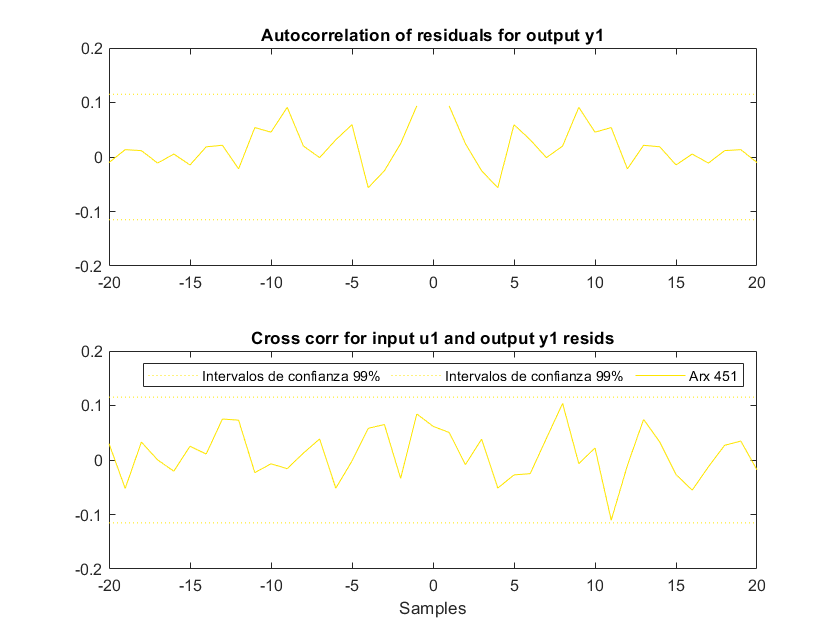 Autocorrelation of residuals for output y1
0.2
0.1
0
-0.1
-0.2
-20 -15 -10 -5 0 5 10 15 20
Cross corr for input u1 and output y1 resids
0.2
Intervalos de confianza 99% Intervalos de confianza 99% Arx 451
0.1
0
-0.1
-0.2
-20 -15 -10 -5 0 5 10 15 20
Samples